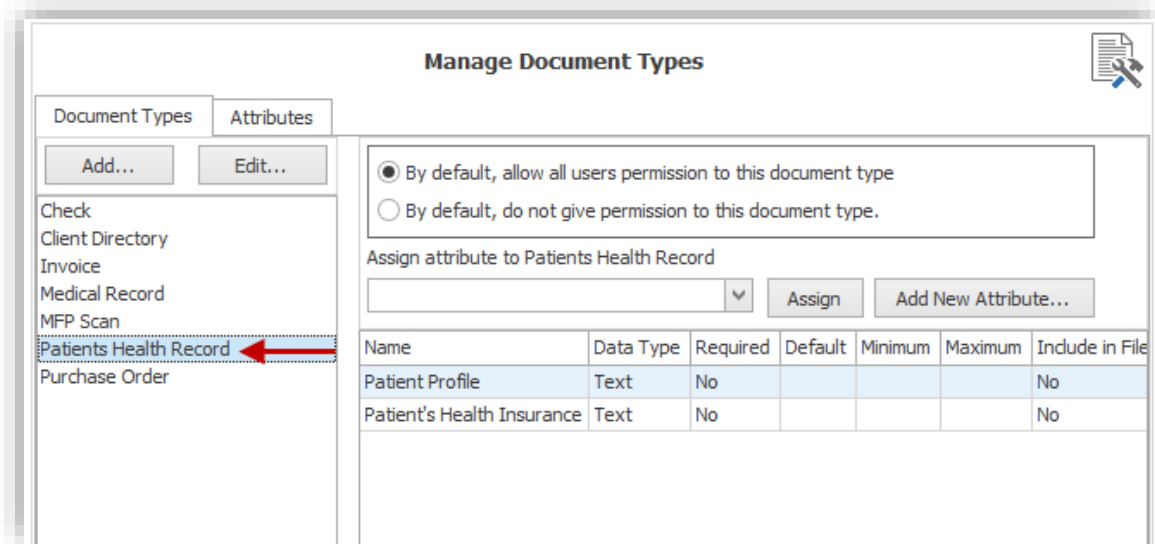 Manage Document Types
Document Types Attributes
Add... Edit...
Check
Client Directory
Invoice
Medical Record
MFP Scan
Patients Health Record
Purchase Order
By default, allow all users permission to this document type
By default, do not give permission to this document type.
Assign attribute to Patients Health Record
Assign Add New Attribute...
Name Data Type Required Default Minimum Maximum Include in File
Patient Profile Text No No
Patient's Health Insurance Text No No